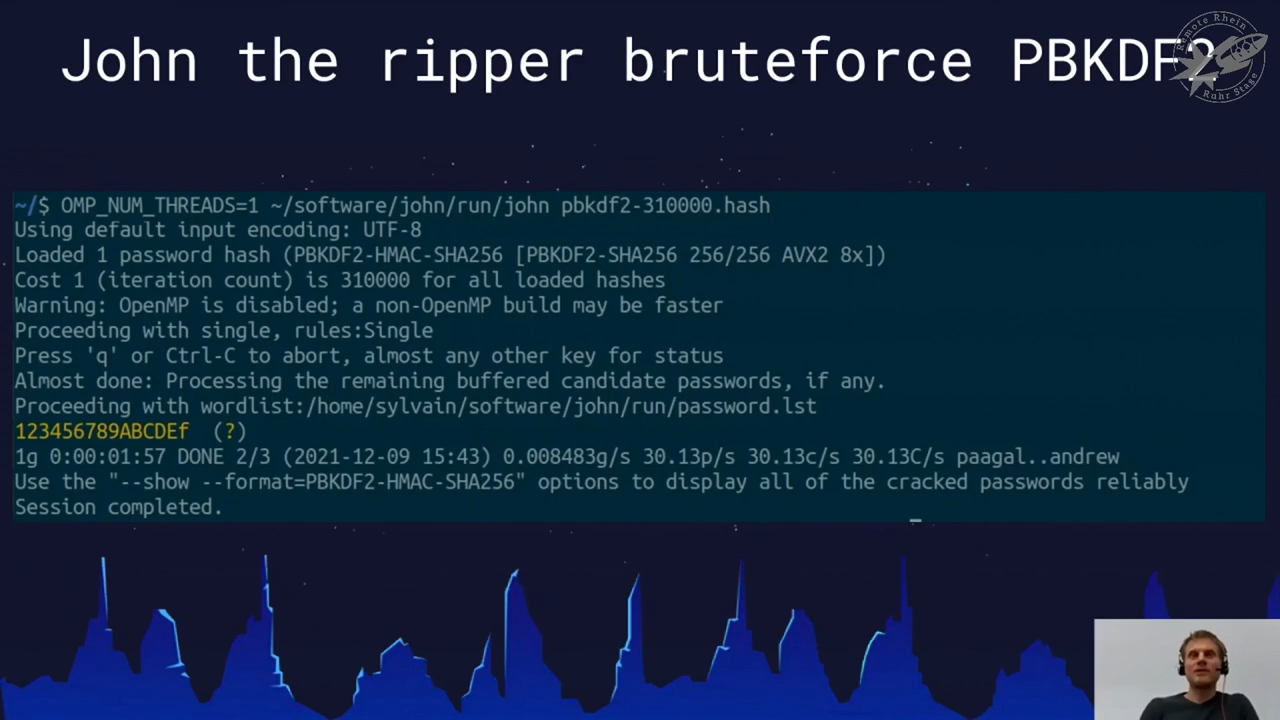 John the ripper bruteforce PBKDF2
Remote Rhein
Ruhr Stage
~/$ OMP_NUM_THREADS=1 ~/software/john/run/john pbkdf2-310000.hash
Using default input encoding: UTF-8
Loaded 1 password hash (PBKDF2-HMAC-SHA256 [PBKDF2-SHA256 256/256 AVX2 8x])
Cost 1 (iteration count) is 310000 for all loaded hashes
Warning: OpenMP is disabled; a non-OpenMP build may be faster
Proceeding with single, rules:Single
Press 'q' or Ctrl-C to abort, almost any other key for status
Almost done: Processing the remaining buffered candidate passwords, if any.
Proceeding with wordlist:/home/sylvain/software/john/run/password.lst
123456789ABCDEf  (?)
1g 0:00:01:57 DONE 2/3 (2021-12-09 15:43) 0.008483g/s 30.13p/s 30.13c/s 30.13C/s paagal..andrew
Use the "--show --format=PBKDF2-HMAC-SHA256" options to display all of the cracked passwords reliably
Session completed.